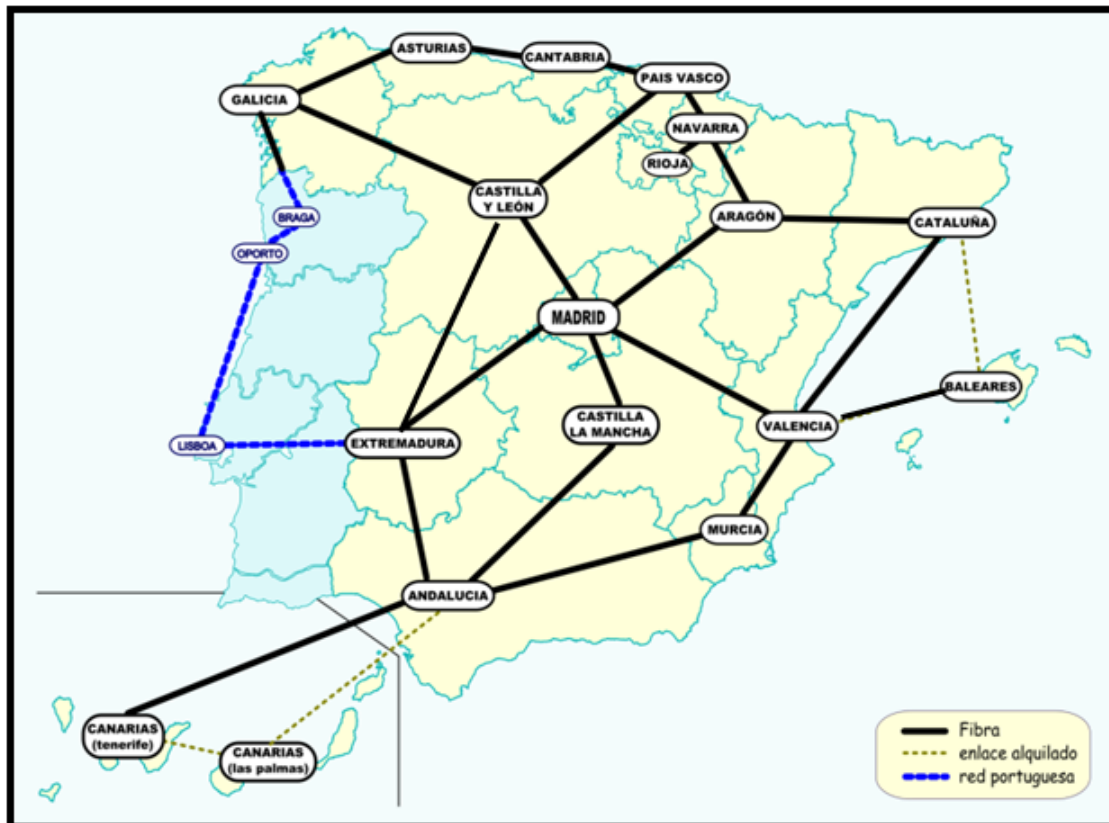 ASTURIAS
CANTABRIA
PAIS VASCO
GALICIA
NAVARRA
RIOJA
CASTILLA
Y LEÓN
BRAGA
ARAGÓN
CATALUÑA
OPORTO
MADRID
BALEARES
CASTILLA
LA MANCHA
VALENCIA
LISBOA
EXTREMADURA
MURCIA
ANDALUCIA
CANARIAS
(tenerife)
CANARIAS
(las palmas)
Fibra
enlace alquilado
red portuguesa